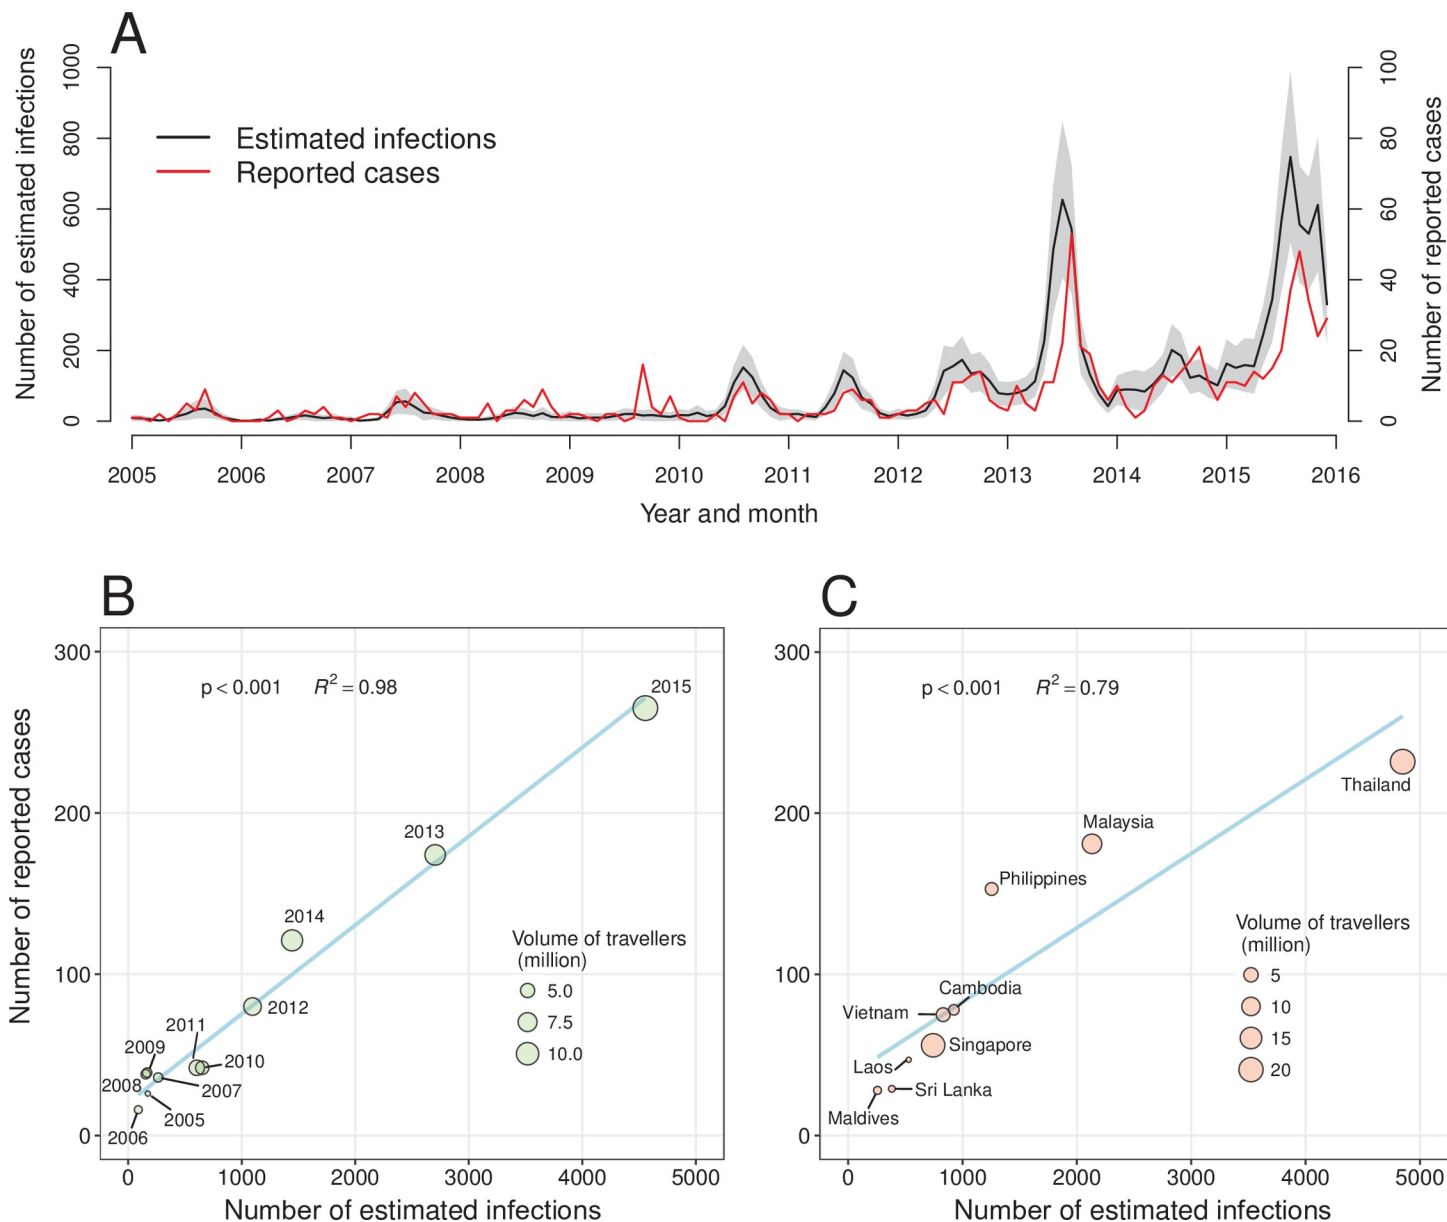 A
Number of estimated infections
1000
800
600
400
200
0
Estimated infections
Reported cases
100
80
60
40
20
0
Number of reported cases
2005 2006 2007 2008 2009 2010 2011 2012 2013 2014 2015 2016
Year and month
B
Number of reported cases
300
200
100
0
p < 0.001 R² = 0.98
2015
2013
2014
2012
2011
2010
2009
2008
2007
2005
2006
Volume of travellers
(million)
5.0
7.5
10.0
0 1000 2000 3000 4000 5000
Number of estimated infections
C
300
200
100
0
p < 0.001 R² = 0.79
Thailand
Malaysia
Philippines
Cambodia
Vietnam
Singapore
Laos
Sri Lanka
Maldives
Volume of travellers
(million)
5
10
15
20
0 1000 2000 3000 4000 5000
Number of estimated infections